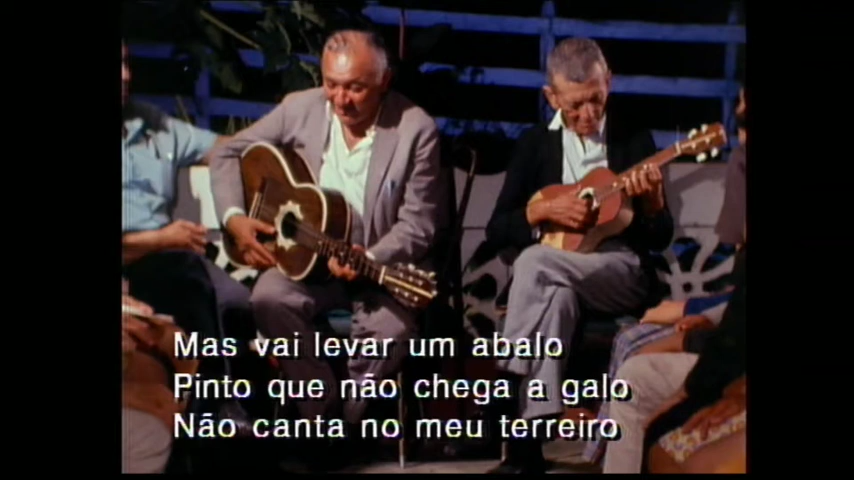 Mas vai levar um abalo
Pinto que não chega a galo
Não canta no meu terreiro